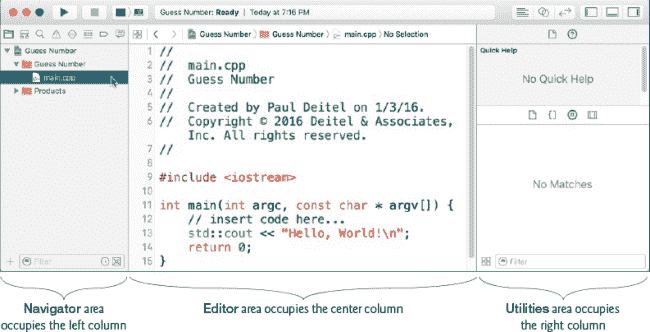 Guess Number: Ready | Today at 7:16 PM
Guess Number
Guess Number
main.cpp
Products
Filter
Guess Number > Guess Number > main.cpp > No Selection
1 //
2 //  main.cpp
3 //  Guess Number
4 //
5 //  Created by Paul Deitel on 1/3/16.
6 //  Copyright © 2016 Deitel & Associates,
Inc. All rights reserved.
7 //
8
9 #include <iostream>
10
11 int main(int argc, const char * argv[]) {
12     // insert code here...
13     std::cout << "Hello, World!\n";
14     return 0;
15 }
Quick Help
No Quick Help
No Matches
Filter
Navigator area
occupies the left column
Editor area occupies the center column
Utilities area occupies
the right column